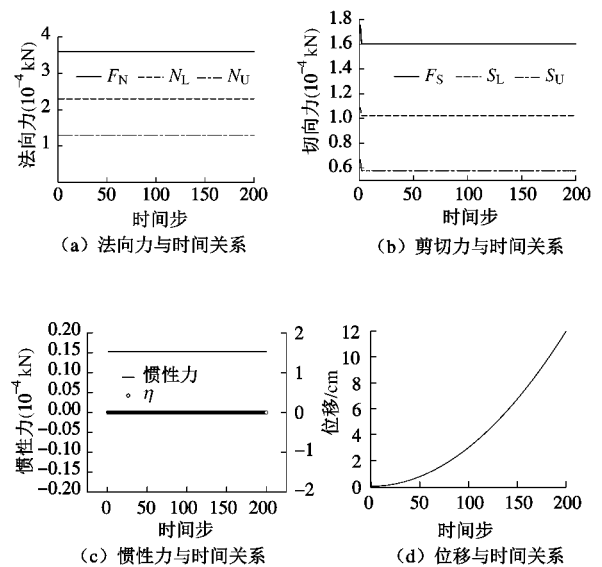 4
3
2
1
法向力(10⁻⁴ kN)
F_N N_L N_U
0 50 100 150 200
时间步
（a）法向力与时间关系
1.8
1.6
1.4
1.2
1.0
0.8
0.6
切向力(10⁻⁴ kN)
F_S S_L S_U
0 50 100 150 200
时间步
（b）剪切力与时间关系
0.20
0.15
0.10
0.05
0.00
−0.05
−0.10
−0.15
−0.20
惯性力(10⁻⁴ kN)
惯性力
η
2
1
0
−1
−2
0 50 100 150 200
时间步
（c）惯性力与时间关系
12
10
8
6
4
2
0
位移/cm
0 50 100 150 200
时间步
（d）位移与时间关系